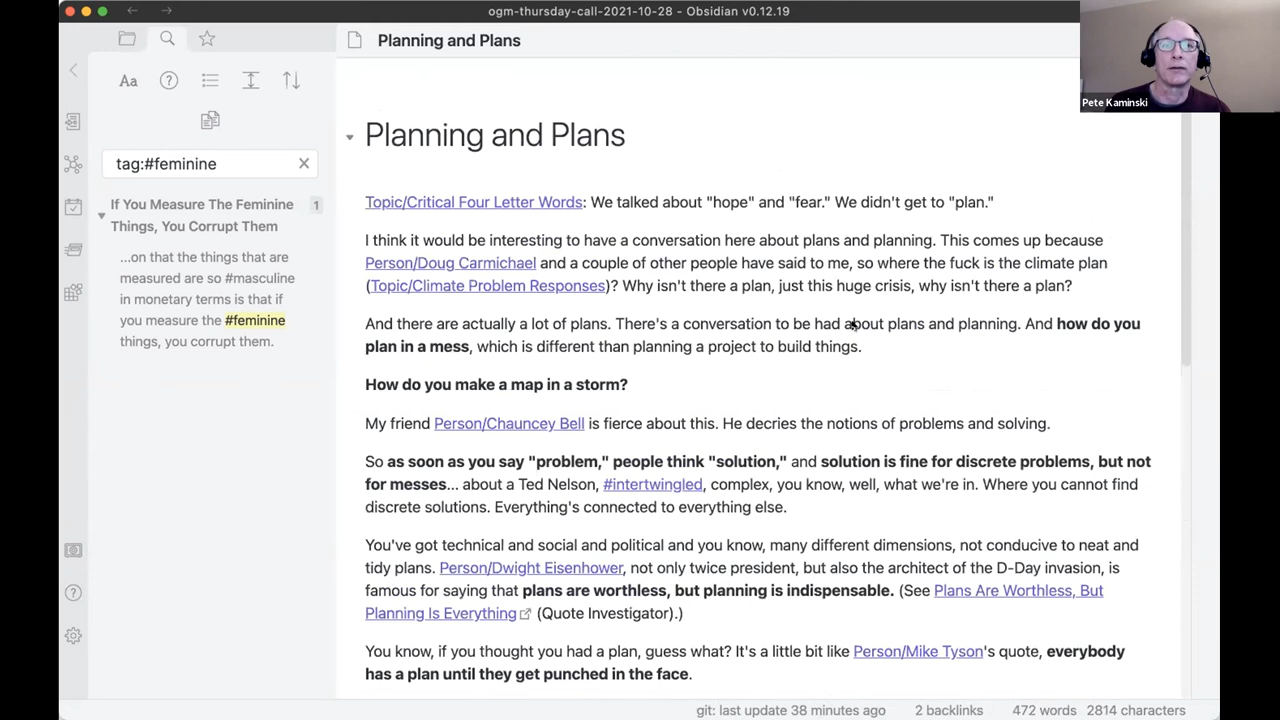 ogm-thursday-call-2021-10-28 - Obsidian v0.12.19
Planning and Plans
Pete Kaminski
Aa
tag:#feminine
If You Measure The Feminine
Things, You Corrupt Them
1
...on that the things that are
measured are so #masculine
in monetary terms is that if
you measure the #feminine
things, you corrupt them.
Planning and Plans
Topic/Critical Four Letter Words: We talked about "hope" and "fear." We didn't get to "plan."
I think it would be interesting to have a conversation here about plans and planning. This comes up because
Person/Doug Carmichael and a couple of other people have said to me, so where the fuck is the climate plan
(Topic/Climate Problem Responses)? Why isn't there a plan, just this huge crisis, why isn't there a plan?
And there are actually a lot of plans. There's a conversation to be had about plans and planning. And how do you
plan in a mess, which is different than planning a project to build things.
How do you make a map in a storm?
My friend Person/Chauncey Bell is fierce about this. He decries the notions of problems and solving.
So as soon as you say "problem," people think "solution," and solution is fine for discrete problems, but not
for messes... about a Ted Nelson, #intertwingled, complex, you know, well, what we're in. Where you cannot find
discrete solutions. Everything's connected to everything else.
You've got technical and social and political and you know, many different dimensions, not conducive to neat and
tidy plans. Person/Dwight Eisenhower, not only twice president, but also the architect of the D-Day invasion, is
famous for saying that plans are worthless, but planning is indispensable. (See Plans Are Worthless, But
Planning Is Everything (Quote Investigator).)
You know, if you thought you had a plan, guess what? It's a little bit like Person/Mike Tyson's quote, everybody
has a plan until they get punched in the face.
git: last update 38 minutes ago
2 backlinks
472 words
2814 characters